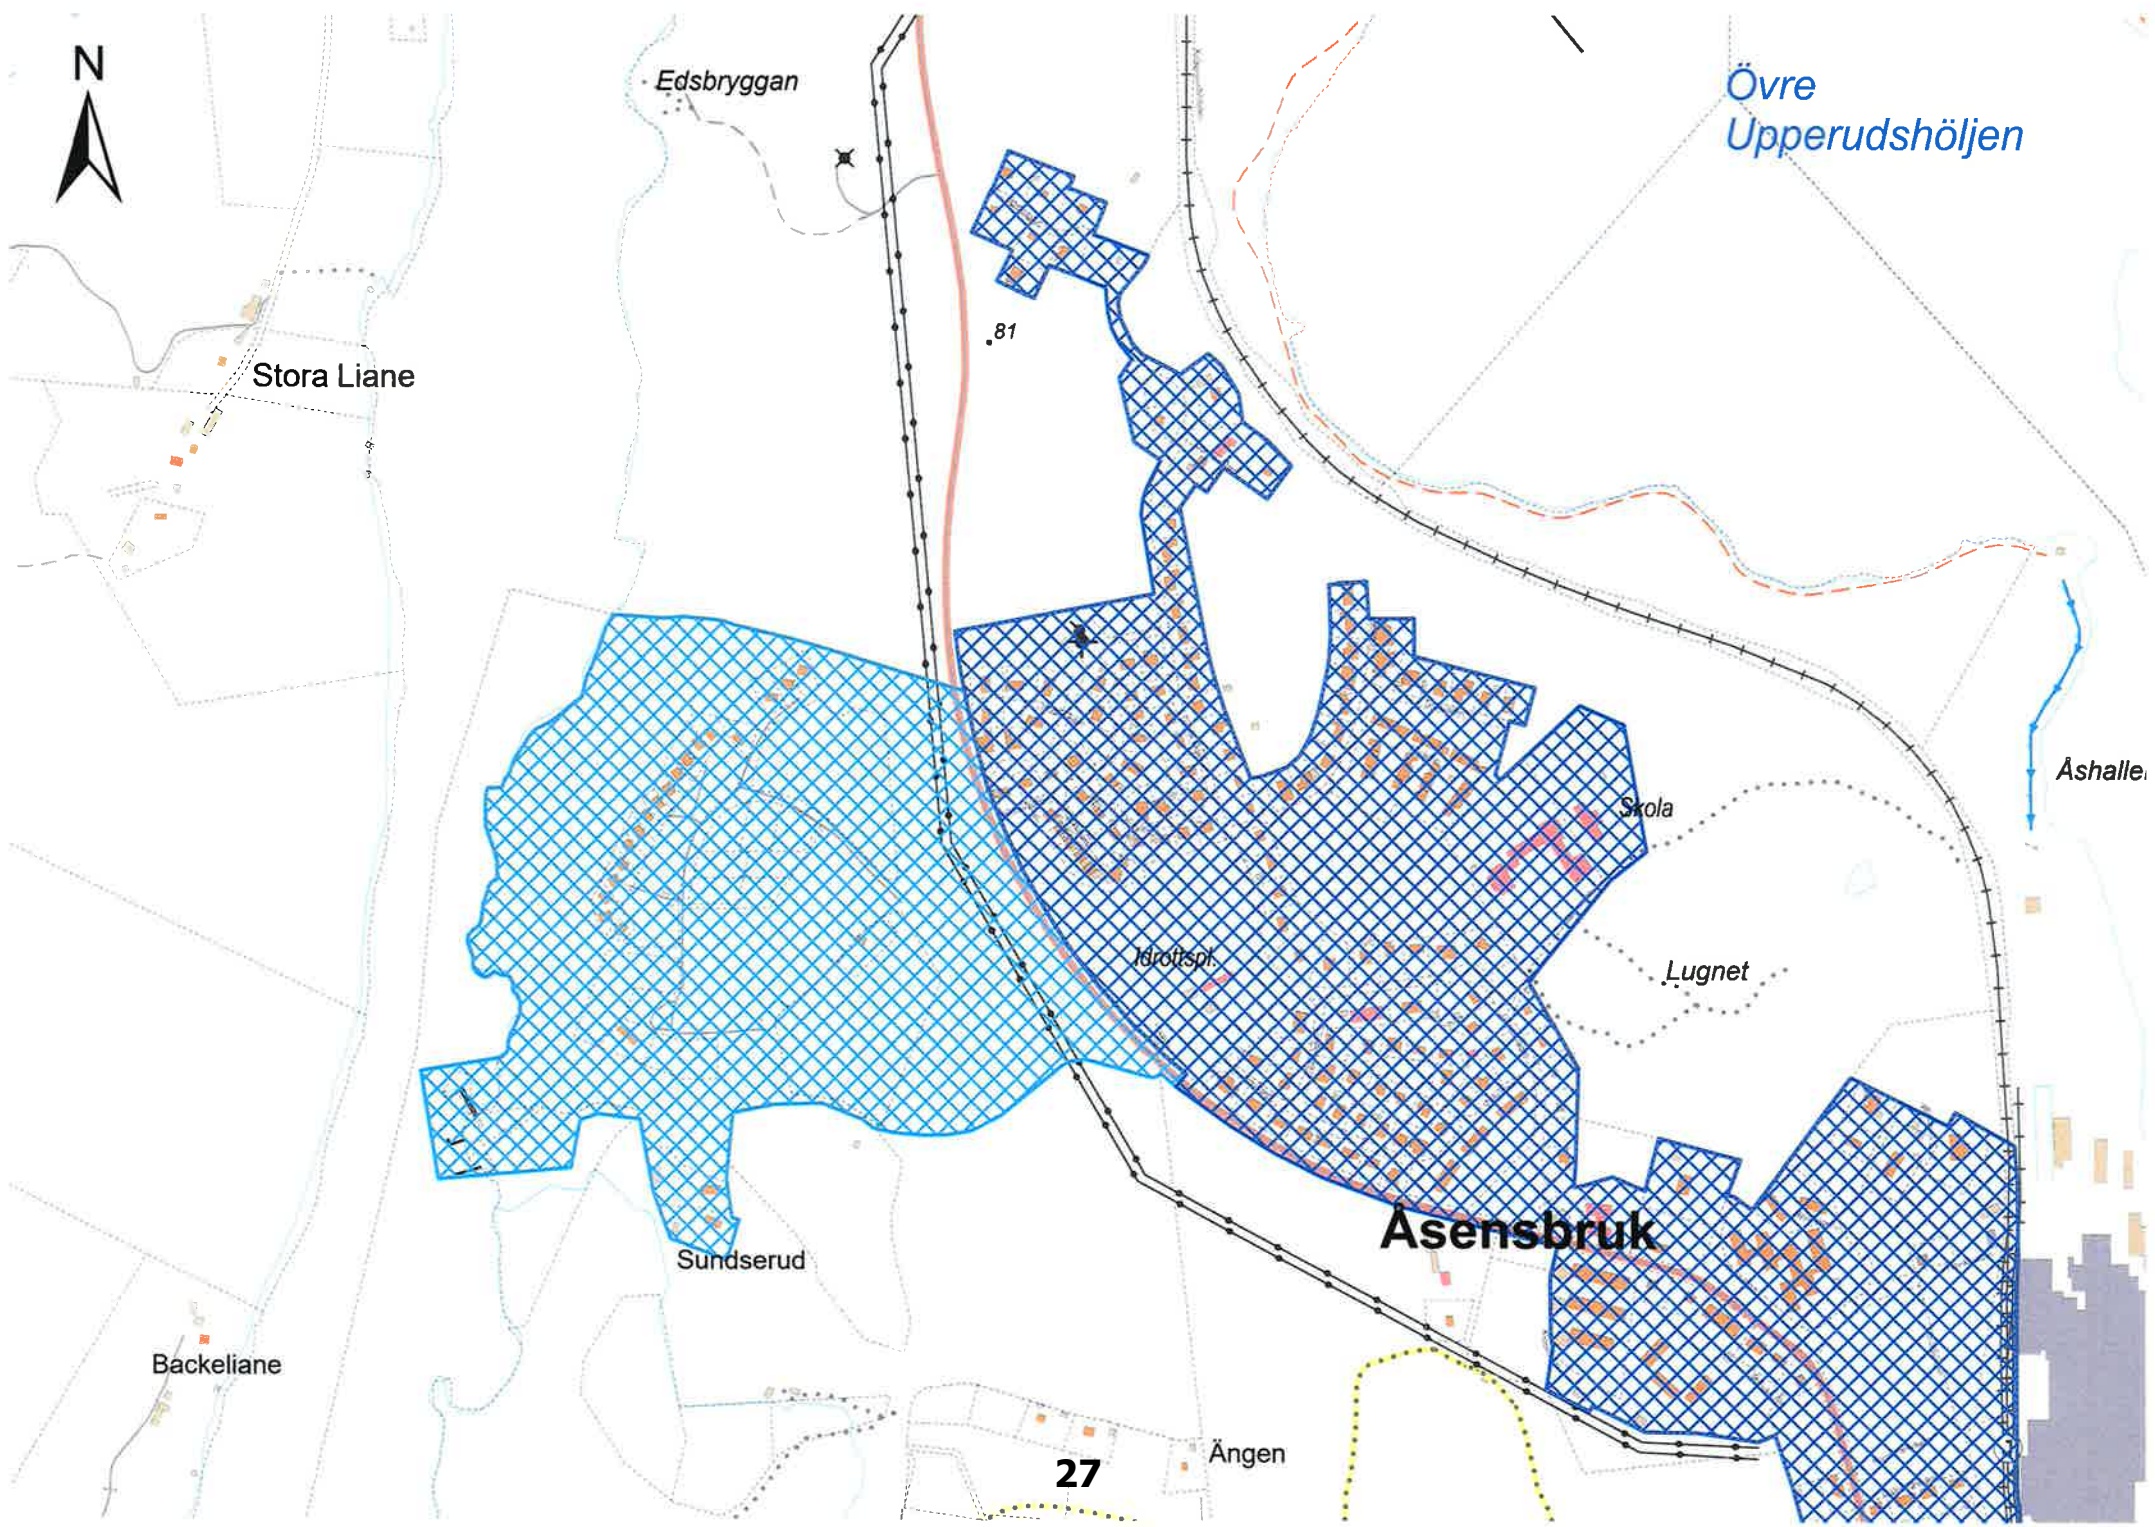 N
Edsbryggan
Övre
Upperudshöljen
81
Stora Liane
Åshalle
Skola
Idrottspl.
Lugnet
Åsensbruk
Sundserud
Backeliane
Ängen
27